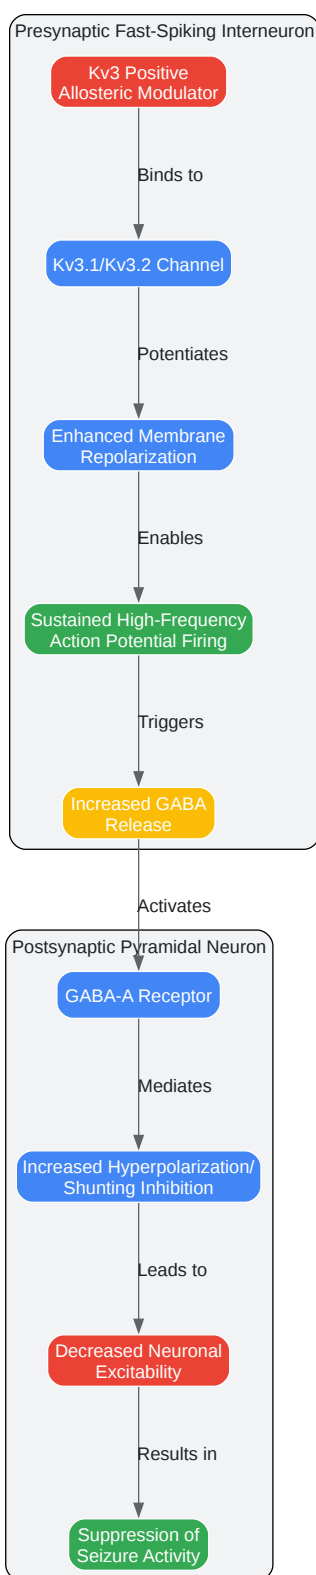 Presynaptic Fast-Spiking Interneuron
Kv3 Positive
Allosteric Modulator
Binds to
Kv3.1/Kv3.2 Channel
Potentiates
Enhanced Membrane
Repolarization
Enables
Sustained High-Frequency
Action Potential Firing
Triggers
Increased GABA
Release
Activates
Postsynaptic Pyramidal Neuron
GABA-A Receptor
Mediates
Increased Hyperpolarization/
Shunting Inhibition
Leads to
Decreased Neuronal
Excitability
Results in
Suppression of
Seizure Activity